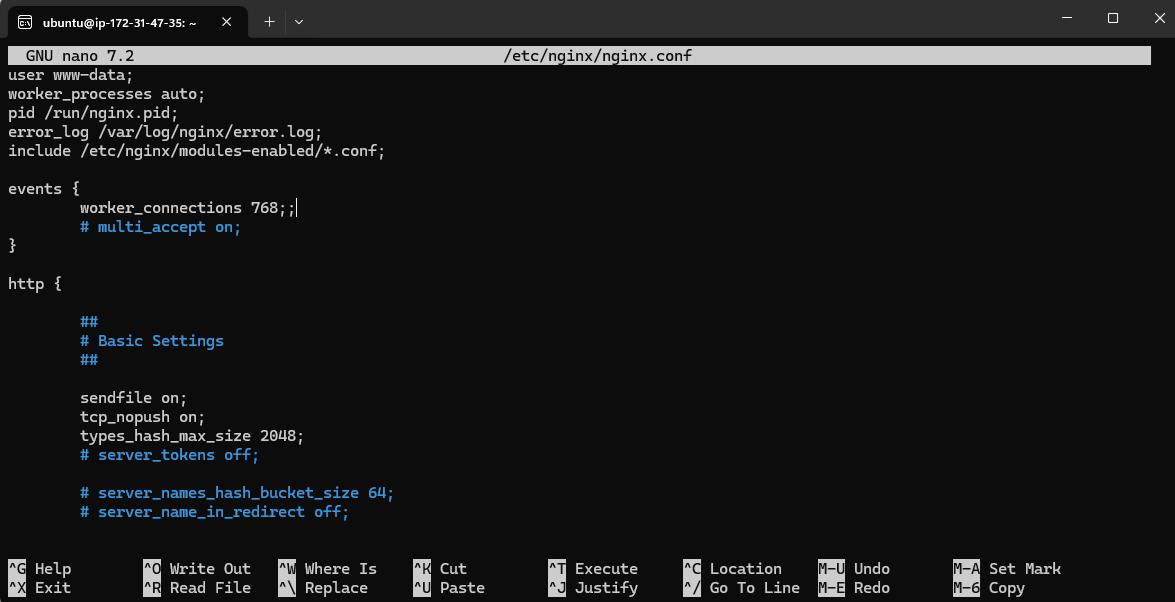 ubuntu@ip-172-31-47-35: ~
GNU nano 7.2 /etc/nginx/nginx.conf
user www-data;
worker_processes auto;
pid /run/nginx.pid;
error_log /var/log/nginx/error.log;
include /etc/nginx/modules-enabled/*.conf;
events {
worker_connections 768;;
# multi_accept on;
}
http {
##
# Basic Settings
##
sendfile on;
tcp_nopush on;
types_hash_max_size 2048;
# server_tokens off;
# server_names_hash_bucket_size 64;
# server_name_in_redirect off;
^G Help ^O Write Out ^W Where Is ^K Cut ^T Execute ^C Location M-U Undo M-A Set Mark
^X Exit ^R Read File ^\ Replace ^U Paste ^J Justify ^/ Go To Line M-E Redo M-6 Copy